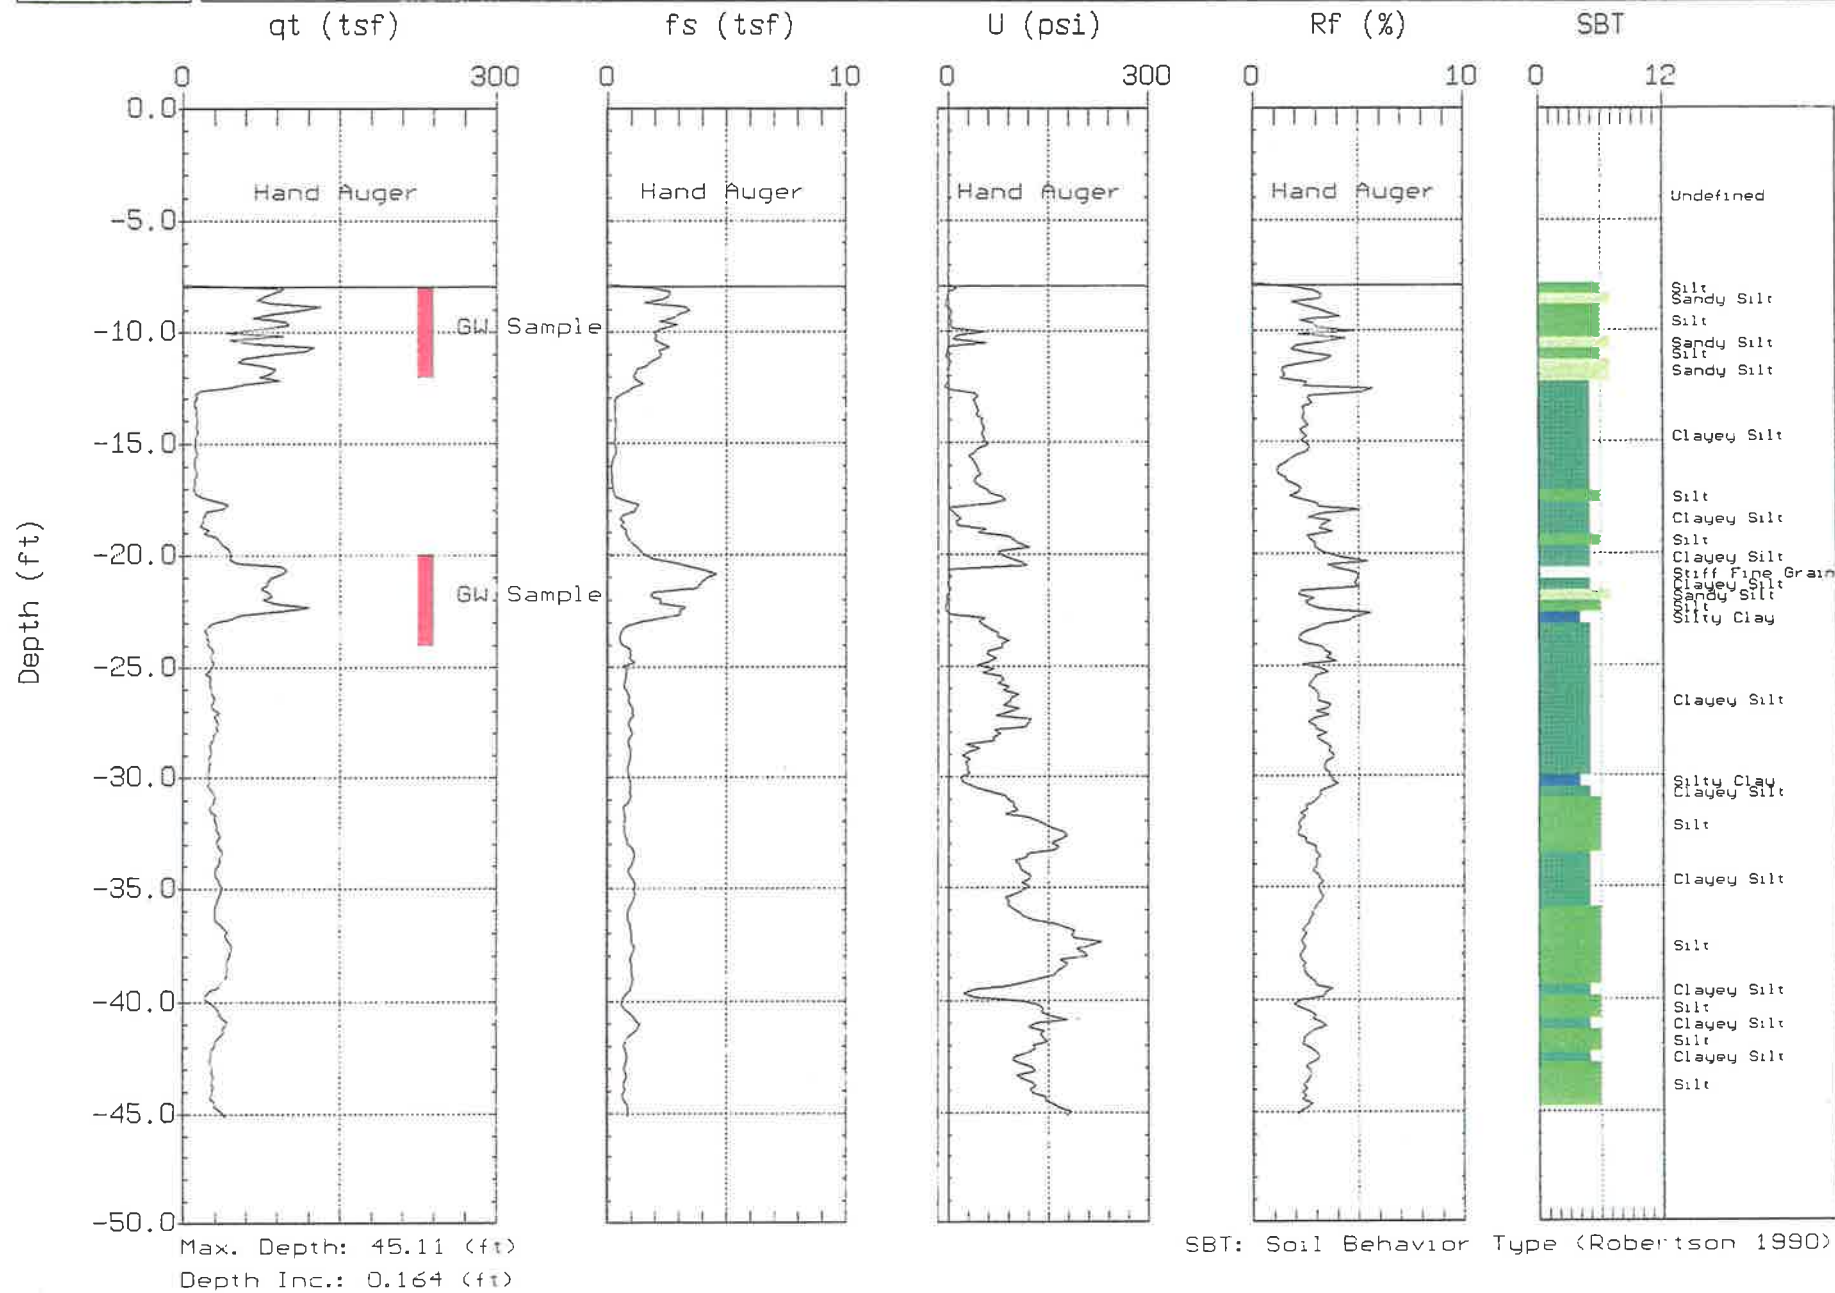 qt (tsf) fs (tsf) U (psi) Rf (%) SBT
0 300 0 10 0 300 0 10 0 12
0.0
Hand Auger Hand Auger Hand Auger Hand Auger Undefined
-5.0
Silt
Sandy Silt
GW Sample Silt
-10.0
Sandy Silt
Silt
Sandy Silt
Clayey Silt
-15.0
Silt
Clayey Silt
Silt
-20.0 Clayey Silt
Stiff Fine Grain
Clayey Silt
GW Sample Sandy Silt
Silt
Silty Clay
-25.0
Clayey Silt
-30.0 Silty Clay
Clayey Silt
Silt
Clayey Silt
-35.0
Silt
Clayey Silt
-40.0 Silt
Clayey Silt
Silt
Clayey Silt
Silt
-45.0
-50.0
Depth (ft)
Max. Depth: 45.11 (ft) SBT: Soil Behavior Type (Robertson 1990)
Depth Inc.: 0.164 (ft)